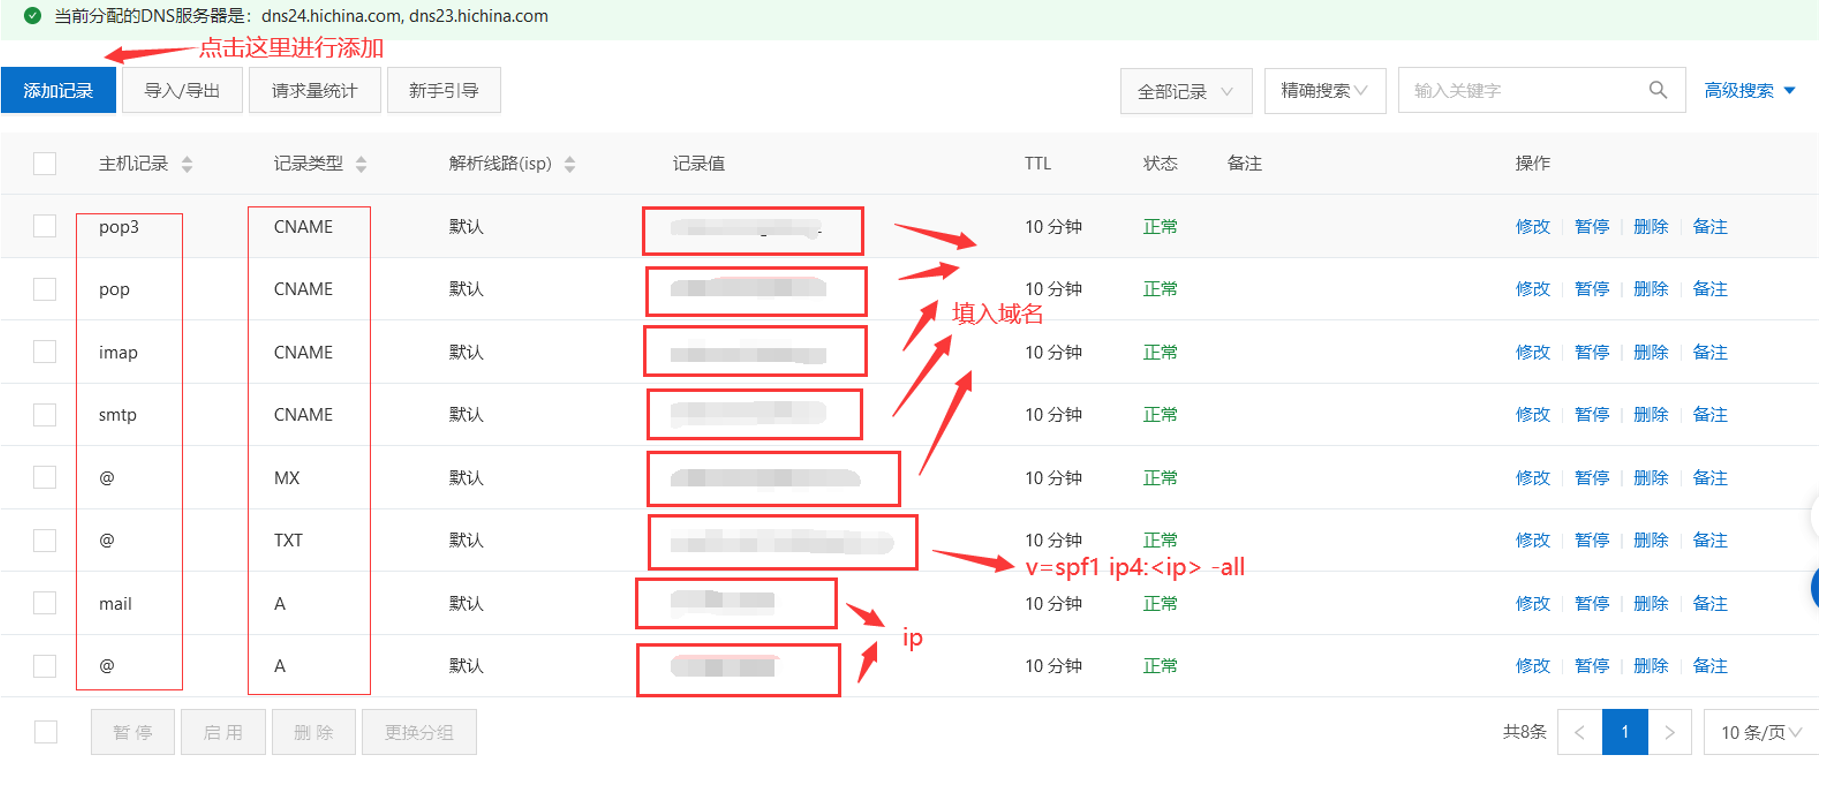 当前分配的DNS服务器是：dns24.hichina.com, dns23.hichina.com
点击这里进行添加
添加记录 导入/导出 请求量统计 新手引导 全部记录 精确搜索 输入关键字 高级搜索
主机记录 记录类型 解析线路(isp) 记录值 TTL 状态 备注 操作
pop3 CNAME 默认 10 分钟 正常 修改 暂停 删除 备注
pop CNAME 默认 10 分钟 正常 修改 暂停 删除 备注
填入域名
imap CNAME 默认 10 分钟 正常 修改 暂停 删除 备注
smtp CNAME 默认 10 分钟 正常 修改 暂停 删除 备注
@ MX 默认 10 分钟 正常 修改 暂停 删除 备注
@ TXT 默认 10 分钟 正常 修改 暂停 删除 备注
v=spf1 ip4:<ip> -all
mail A 默认 10 分钟 正常 修改 暂停 删除 备注
ip
@ A 默认 10 分钟 正常 修改 暂停 删除 备注
暂停 启用 删除 更换分组 共8条 < 1 > 10 条/页